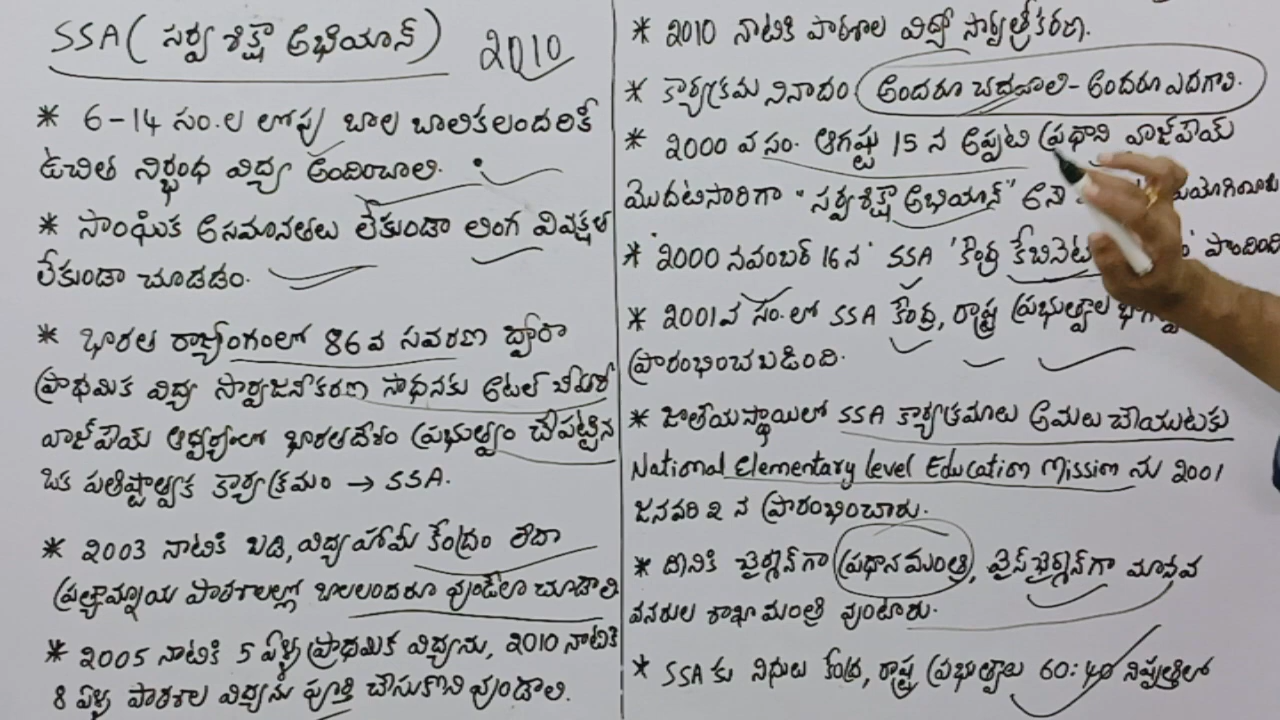 SSA ( సర్వ శిక్షా అభియాన్ ) 2010
* 6-14 సం.ల లోపు బాల బాలికలందరికీ
ఉచిత నిర్భంధ విద్య అందించాలి.
* సాంఘిక అసమానతలు లేకుండా లింగ వివక్షత
లేకుండా చూడడం.
* భారత రాజ్యాంగంలో 86వ సవరణ ద్వారా
ప్రాథమిక విద్య సార్వజనీకరణ సాధనకు అటల్ బిహారీ
వాజ్‌పేయ్ ఆధ్వర్యంలో భారతదేశం ప్రభుత్వం చేపట్టిన
ఒక పతిష్టాత్మక కార్యక్రమం → SSA.
* 2003 నాటికి బడి, విద్య హామీ కేంద్రం లేదా
ప్రత్యామ్నాయ పాఠశాలల్లో బాలలందరూ వుండేలా చూడాలి
* 2005 నాటికి 5 ఏళ్ళ ప్రాథమిక విద్యను, 2010 నాటికి
8 ఏళ్ళ పాఠశాల విద్యను పూర్తి చేసుకొని వుండాలి.
* 2010 నాటికి పాఠశాల విద్యా సార్వత్రీకరణ.
* కార్యక్రమ నినాదం అందరూ చదవాలి - అందరూ ఎదగాలి.
* 2000 వ సం. ఆగష్టు 15 న అప్పటి ప్రధాని వాజ్‌పేయ్
మొదటిసారిగా "సర్వశిక్షా అభియాన్" అనే
* 2000 నవంబర్ 16 న SSA కేంద్ర కేబినెట్ పొందింది
* 2001వ సం.లో SSA కేంద్ర, రాష్ట్ర ప్రభుత్వాల
ప్రారంభించబడింది.
* జాతీయస్థాయిలో SSA కార్యక్రమాలు అమలు చేయుటకు
National Elementary Level Education Mission ను 2001
జనవరి 2 న ప్రారంభించారు.
* దీనికి ఛైర్మన్‌గా ప్రధానమంత్రి, వైస్ ఛైర్మన్‌గా మానవ
వనరుల శాఖా మంత్రి వుంటారు.
* SSA కు నిధులు కేంద్ర, రాష్ట్ర ప్రభుత్వాలు 60:40 నిష్పత్తిలో